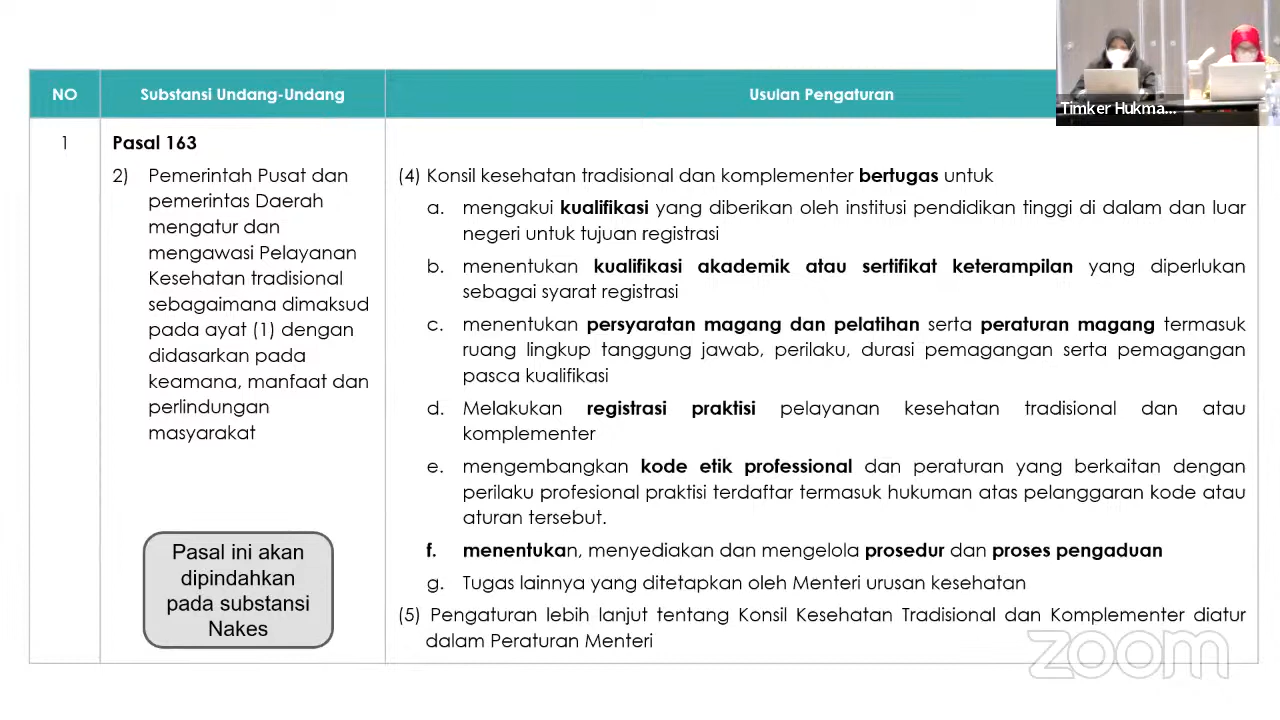 NO
Substansi Undang-Undang
Usulan Pengaturan
Timker Hukma...
1
Pasal 163
2) Pemerintah Pusat dan
pemerintas Daerah
mengatur dan
mengawasi Pelayanan
Kesehatan tradisional
sebagaimana dimaksud
pada ayat (1) dengan
didasarkan pada
keamana, manfaat dan
perlindungan
masyarakat
Pasal ini akan
dipindahkan
pada substansi
Nakes
(4) Konsil kesehatan tradisional dan komplementer bertugas untuk
a. mengakui kualifikasi yang diberikan oleh institusi pendidikan tinggi di dalam dan luar
negeri untuk tujuan registrasi
b. menentukan kualifikasi akademik atau sertifikat keterampilan yang diperlukan
sebagai syarat registrasi
c. menentukan persyaratan magang dan pelatihan serta peraturan magang termasuk
ruang lingkup tanggung jawab, perilaku, durasi pemagangan serta pemagangan
pasca kualifikasi
d. Melakukan registrasi praktisi pelayanan kesehatan tradisional dan atau
komplementer
e. mengembangkan kode etik professional dan peraturan yang berkaitan dengan
perilaku profesional praktisi terdaftar termasuk hukuman atas pelanggaran kode atau
aturan tersebut.
f. menentukan, menyediakan dan mengelola prosedur dan proses pengaduan
g. Tugas lainnya yang ditetapkan oleh Menteri urusan kesehatan
(5) Pengaturan lebih lanjut tentang Konsil Kesehatan Tradisional dan Komplementer diatur
dalam Peraturan Menteri
zoom